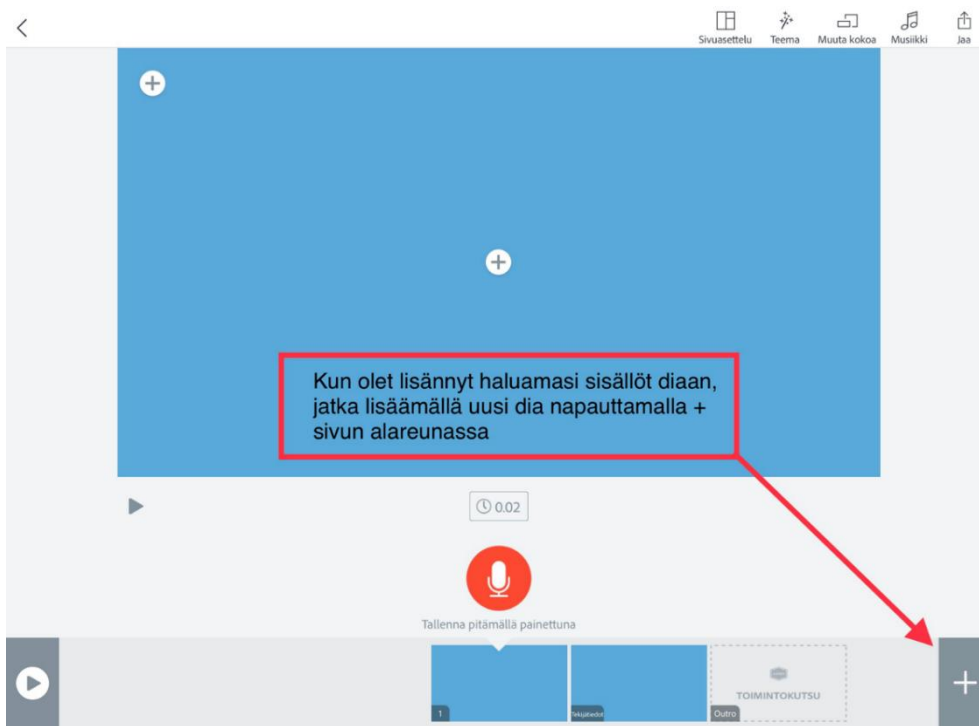 Sivuasettelu
Teema
Muuta kokoa
Musiikki
Jaa
Kun olet lisännyt haluamasi sisällöt diaan,
jatka lisäämällä uusi dia napauttamalla +
sivun alareunassa
0.02
Tallenna pitämällä painettuna
1
Tekijätiedot
TOIMINTOKUTSU
Outro